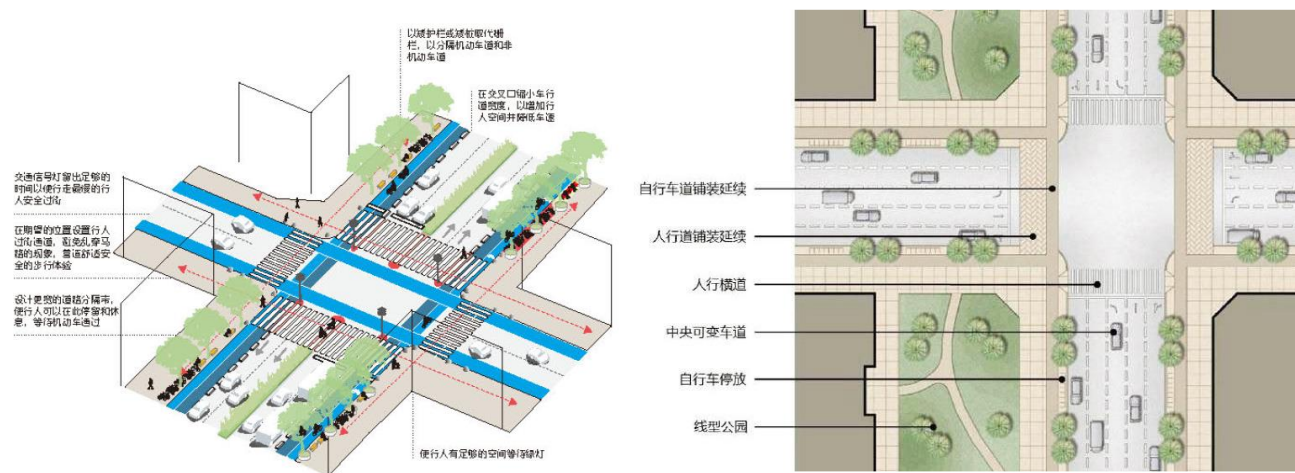 以矮护栏或矮桩取代栅
栏，以分隔机动车道和非
机动车道
在交叉口缩小车行
道宽度，以增加行
人空间并降低车速
交通信号灯留出足够的
时间以使行走最慢的行
人安全过街
在期望的位置设置行人
过街通道，避免乱穿马
路的现象，营造舒适安
全的步行体验
设计更宽的道路分隔带，
使行人可以在此停留和休
息，等待机动车通过
使行人有足够的空间等待绿灯
自行车道铺装延续
人行道铺装延续
人行横道
中央可变车道
自行车停放
线型公园